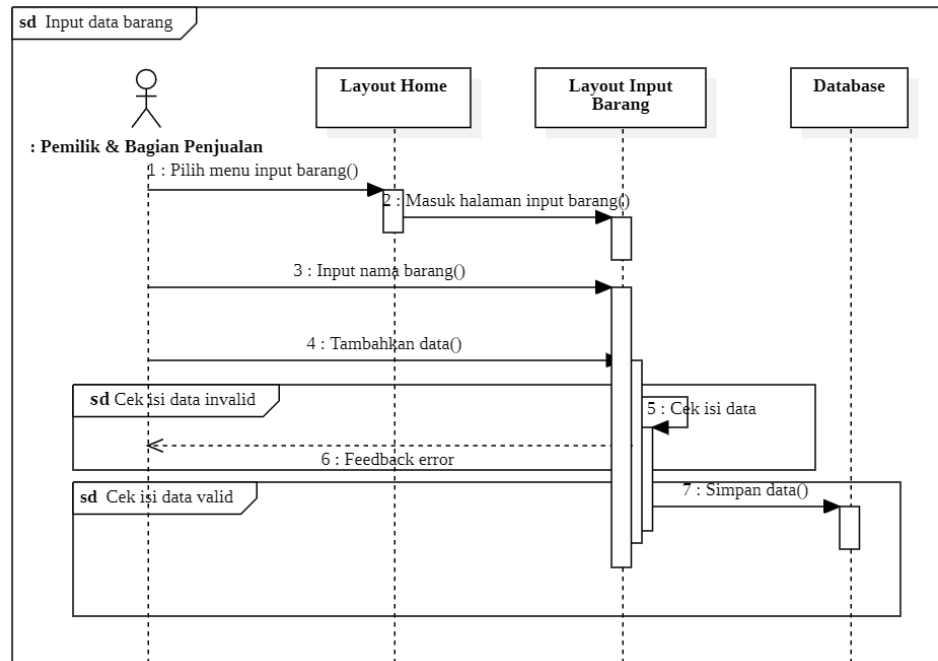 sd Input data barang
Layout Home
Layout Input
Barang
Database
: Pemilik & Bagian Penjualan
1 : Pilih menu input barang()
2 : Masuk halaman input barang()
3 : Input nama barang()
4 : Tambahkan data()
sd Cek isi data invalid
5 : Cek isi data
6 : Feedback error
sd Cek isi data valid
7 : Simpan data()